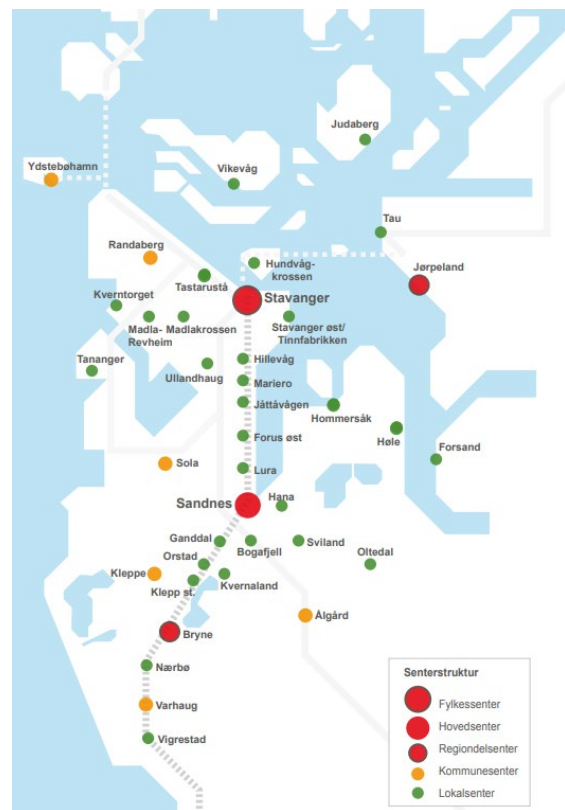 Judaberg
Ydstebøhamn
Vikevåg
Tau
Randaberg
Hundvåg-
krossen
Jørpeland
Tastarustå
Stavanger
Kverntorget
Madla-
Revheim
Madlakrossen
Stavanger øst/
Tinnfabrikken
Tananger
Ullandhaug
Hillevåg
Mariero
Jåttåvågen
Hommersåk
Forus øst
Høle
Forsand
Sola
Lura
Sandnes
Hana
Ganddal
Bogafjell
Sviland
Oltedal
Orstad
Kleppe
Klepp st.
Kvernaland
Ålgård
Bryne
Nærbø
Varhaug
Vigrestad
Senterstruktur
Fylkessenter
Hovedsenter
Regiondelsenter
Kommunesenter
Lokalsenter